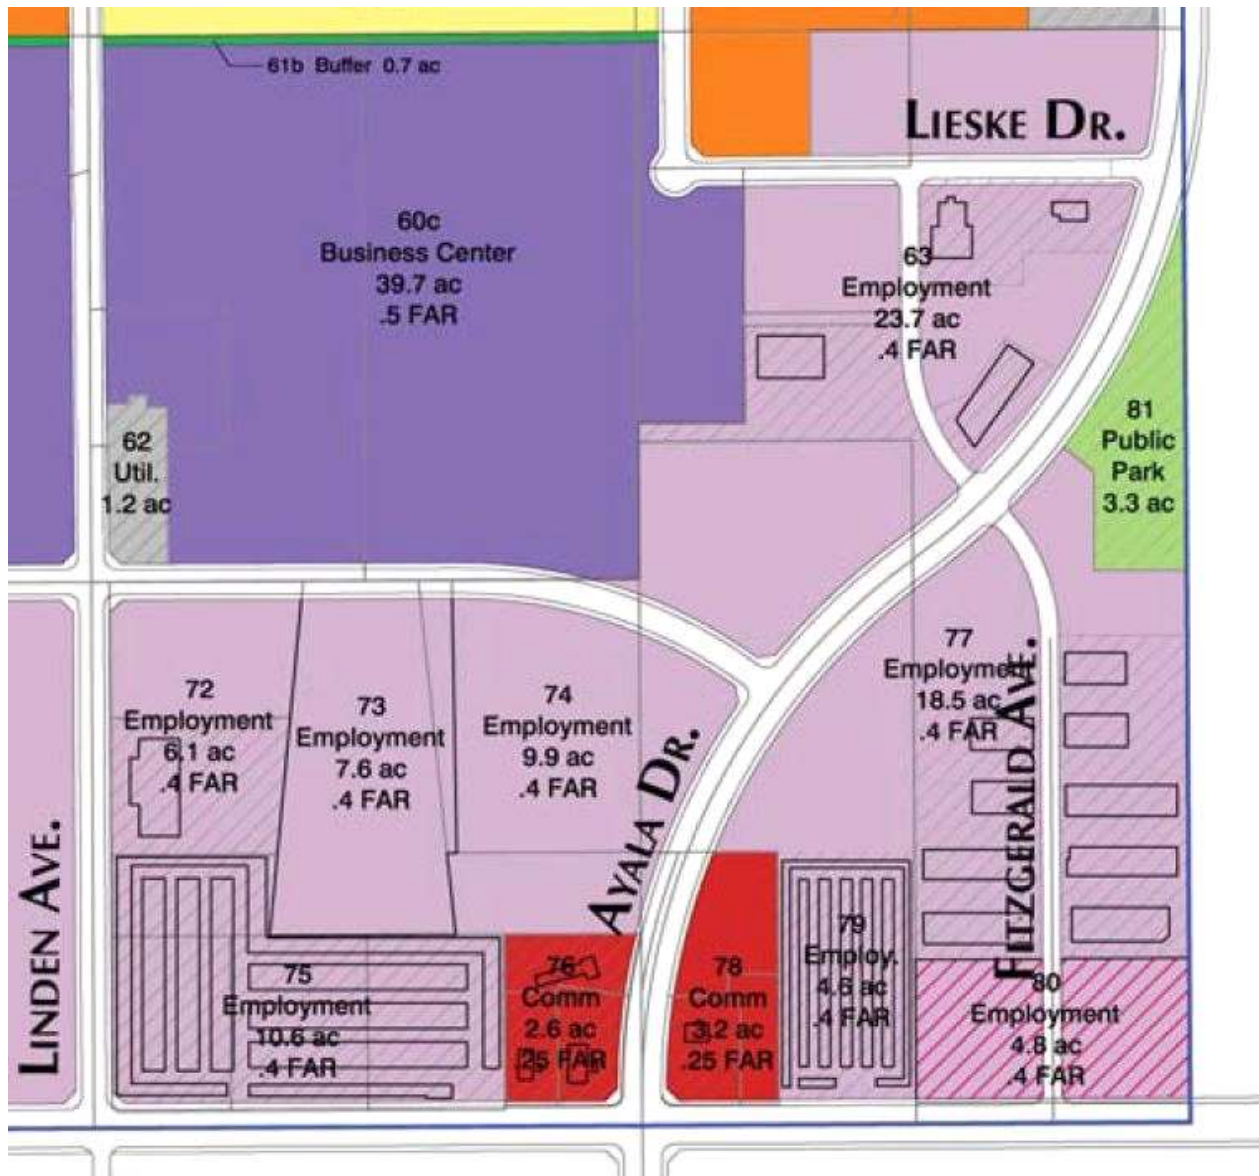 61b Buffer 0.7 ac
LIESKE DR.
60c
Business Center
39.7 ac
.5 FAR
63
Employment
23.7 ac
.4 FAR
81
Public
Park
3.3 ac
62
Util.
1.2 ac
77
Employment
18.5 ac
.4 FAR
72
Employment
6.1 ac
.4 FAR
73
Employment
7.6 ac
.4 FAR
74
Employment
9.9 ac
.4 FAR
AYALA DR.
FITZGERALD AVE.
LINDEN AVE.
75
Employment
10.6 ac
.4 FAR
76
Comm
2.6 ac
.25 FAR
78
Comm
3.2 ac
.25 FAR
79
Employ.
4.6 ac
.4 FAR
80
Employment
4.8 ac
.4 FAR